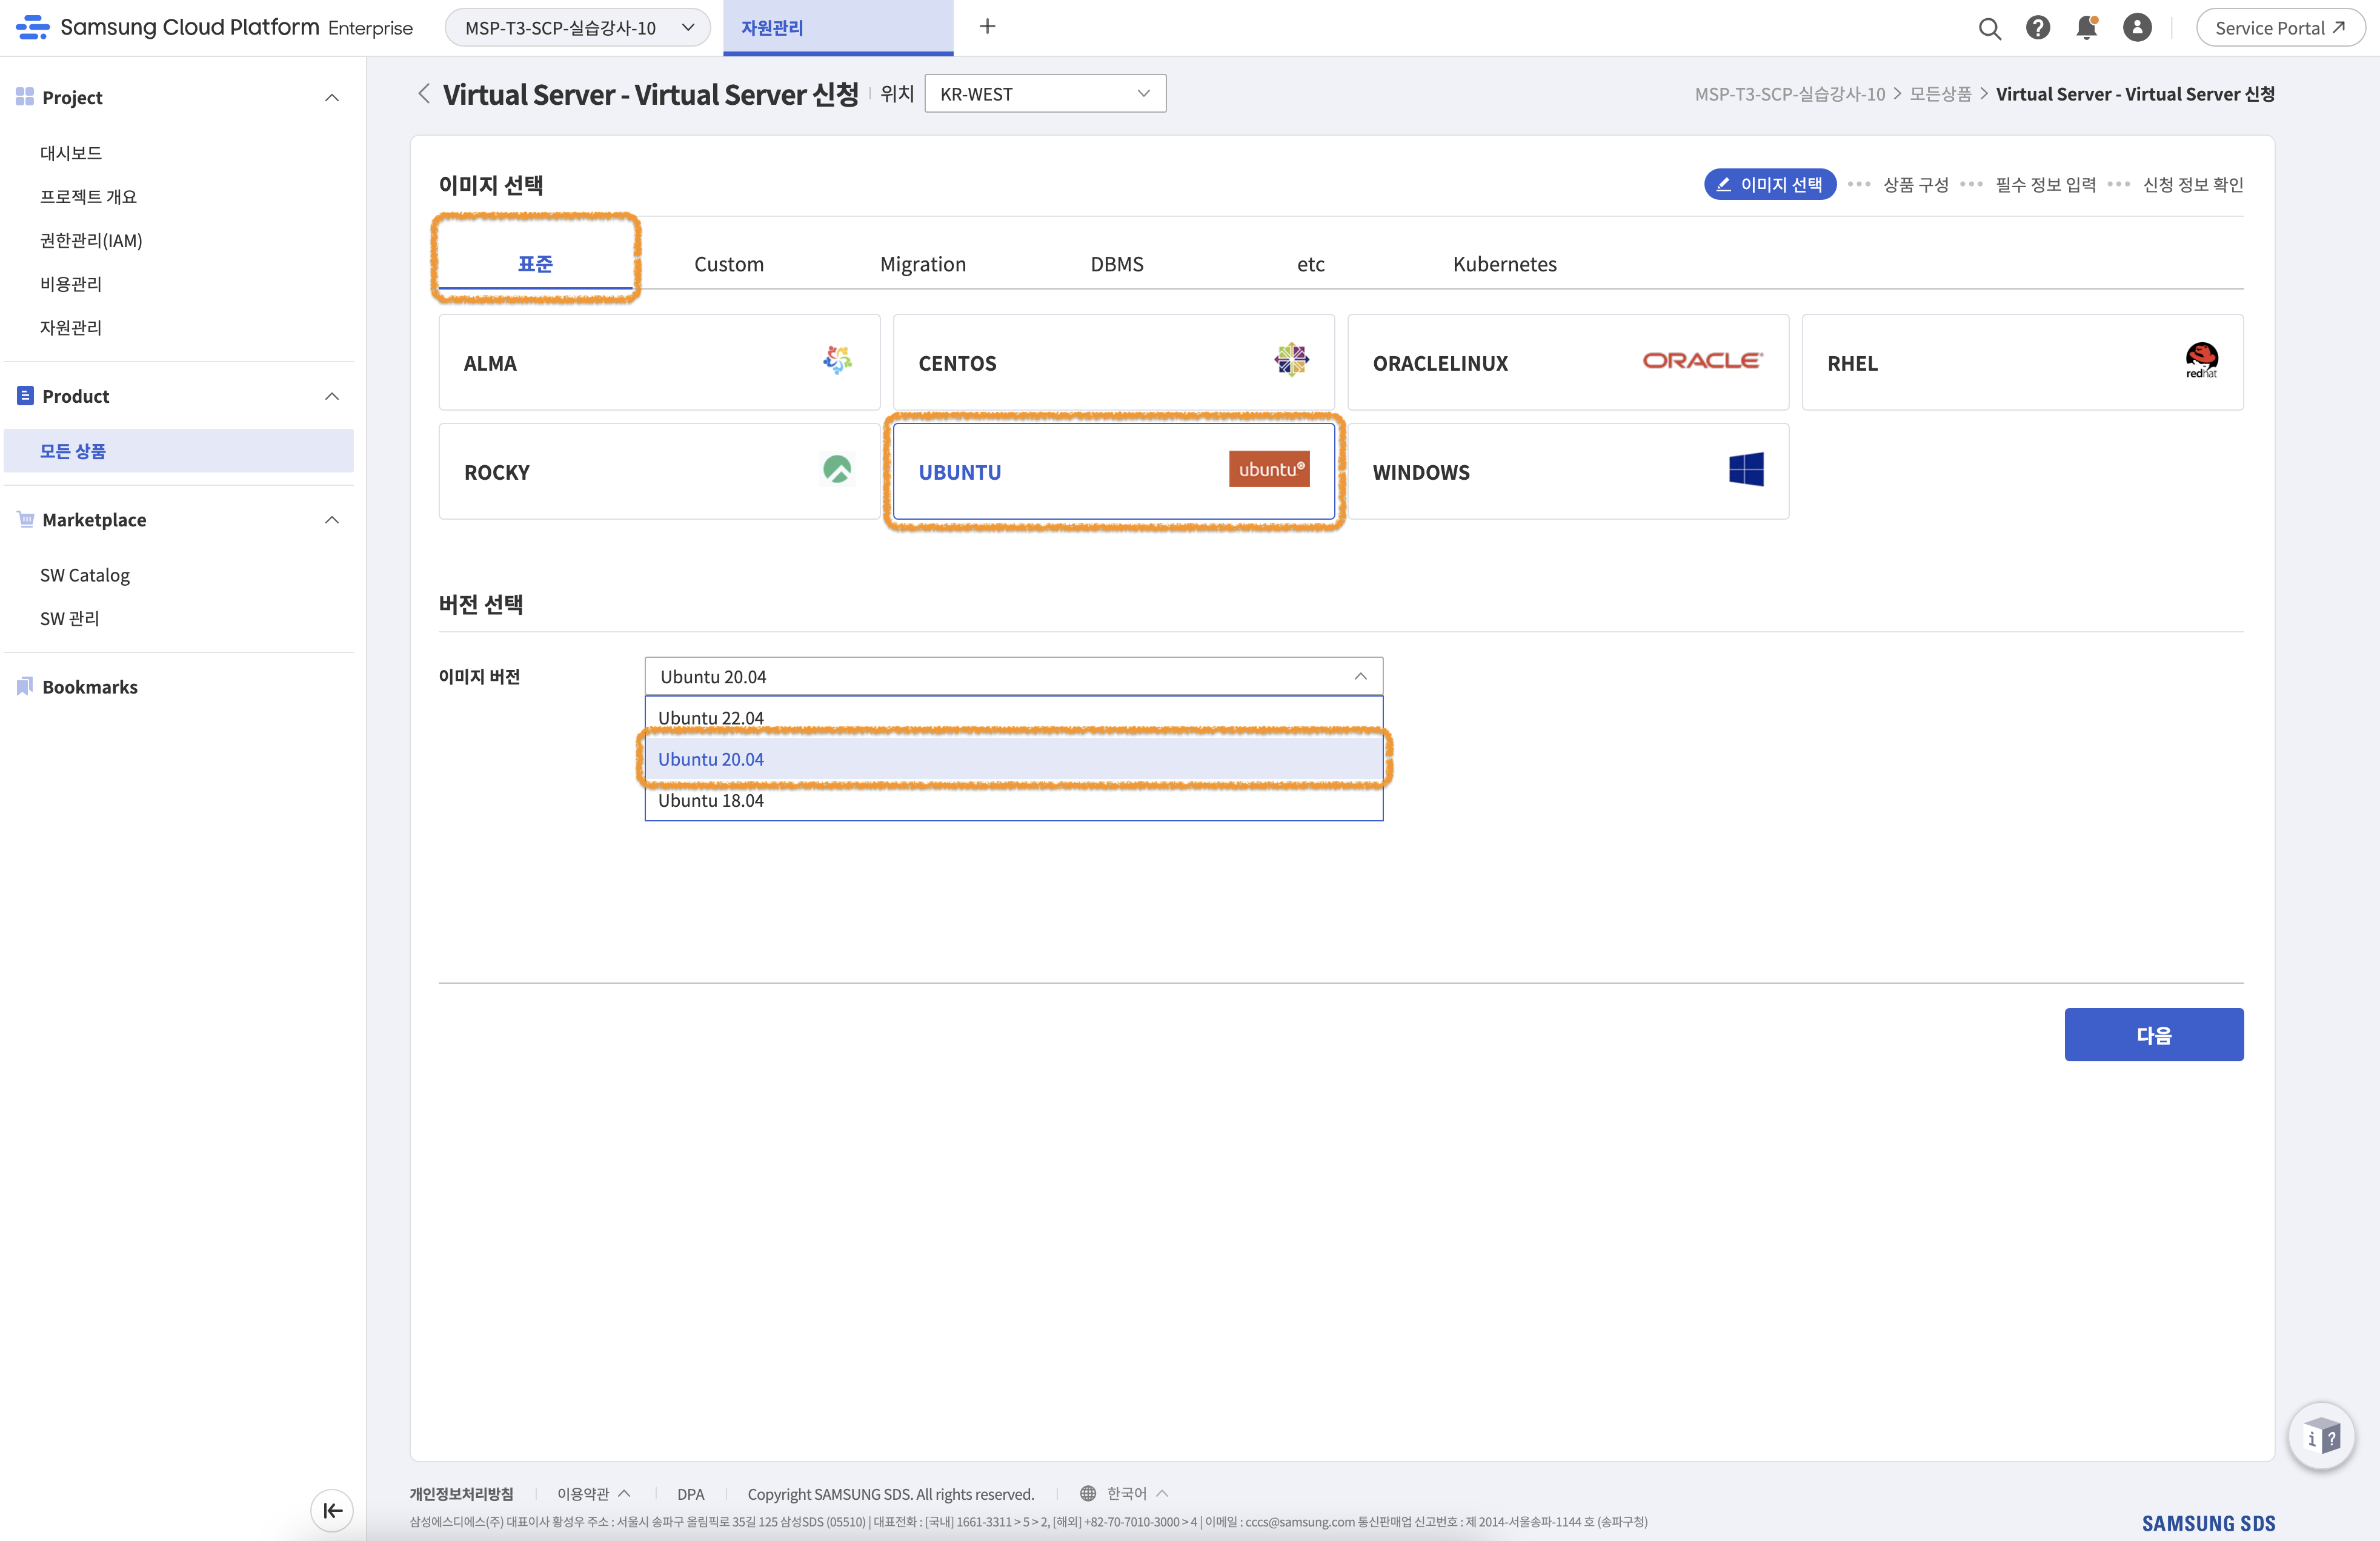 Samsung Cloud Platform Enterprise
MSP-T3-SCP-실습강사-10
자원관리
Service Portal
Project
대시보드
프로젝트 개요
권한관리(IAM)
비용관리
자원관리
Product
모든 상품
Marketplace
SW Catalog
SW 관리
Bookmarks
Virtual Server - Virtual Server 신청
위치
KR-WEST
MSP-T3-SCP-실습강사-10 > 모든상품 > Virtual Server - Virtual Server 신청
이미지 선택
이미지 선택 ••• 상품 구성 ••• 필수 정보 입력 ••• 신청 정보 확인
표준
Custom
Migration
DBMS
etc
Kubernetes
ALMA
CENTOS
ORACLELINUX
ORACLE
RHEL
redhat
ROCKY
UBUNTU
ubuntu®
WINDOWS
버전 선택
이미지 버전
Ubuntu 20.04
Ubuntu 22.04
Ubuntu 20.04
Ubuntu 18.04
다음
i ?
개인정보처리방침
이용약관
DPA
Copyright SAMSUNG SDS. All rights reserved.
한국어
삼성에스디에스(주) 대표이사 황성우 주소 : 서울시 송파구 올림픽로 35길 125 삼성SDS (05510) | 대표전화 : [국내] 1661-3311 > 5 > 2, [해외] +82-70-7010-3000 > 4 | 이메일 : cccs@samsung.com 통신판매업 신고번호 : 제 2014-서울송파-1144 호 (송파구청)
SAMSUNG SDS